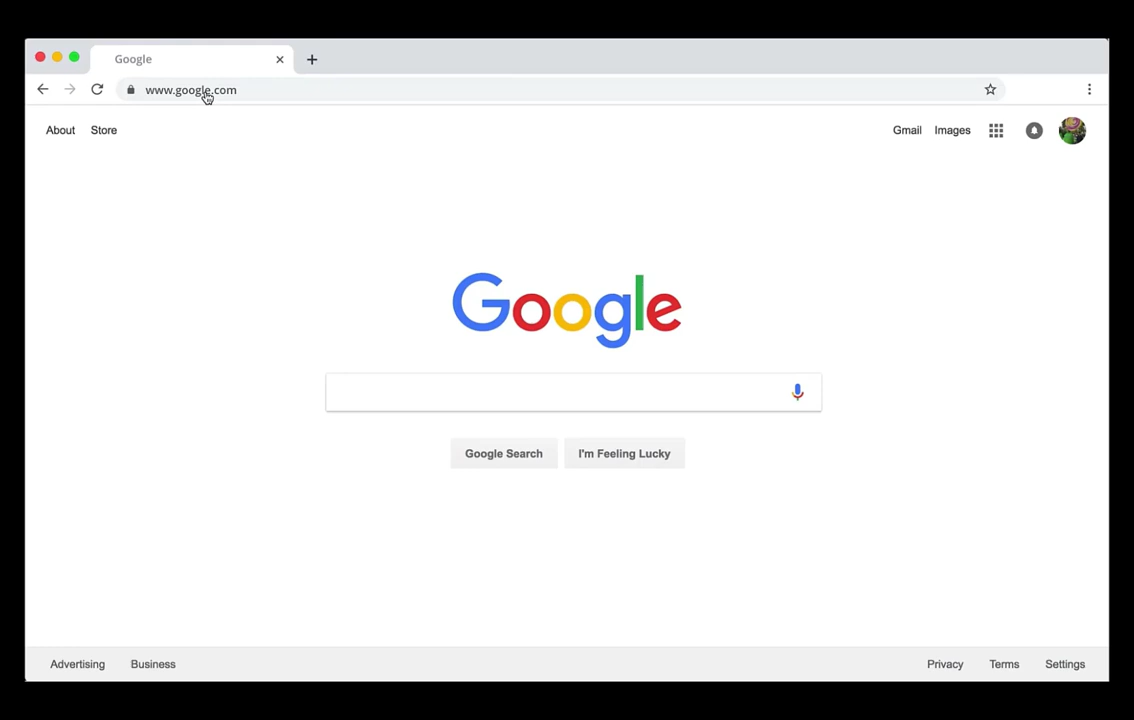 Google
www.google.com
About Store Gmail Images
Google
Google Search I'm Feeling Lucky
Advertising Business Privacy Terms Settings